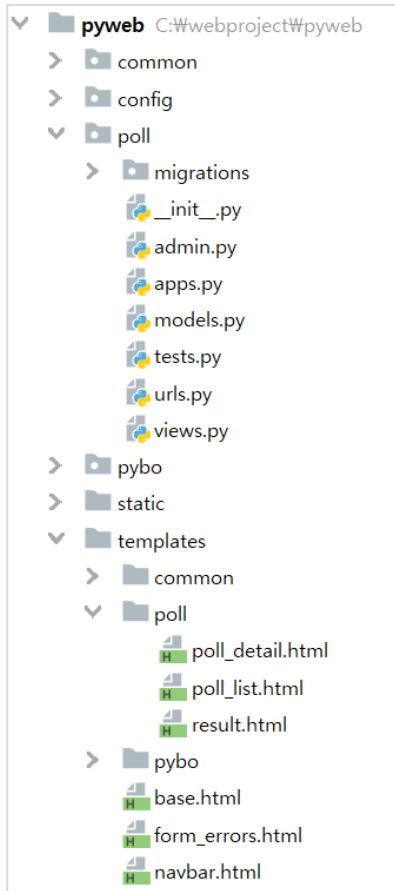 pyweb C:₩webproject₩pyweb
common
config
poll
migrations
__init__.py
admin.py
apps.py
models.py
tests.py
urls.py
views.py
pybo
static
templates
common
poll
poll_detail.html
poll_list.html
result.html
pybo
base.html
form_errors.html
navbar.html